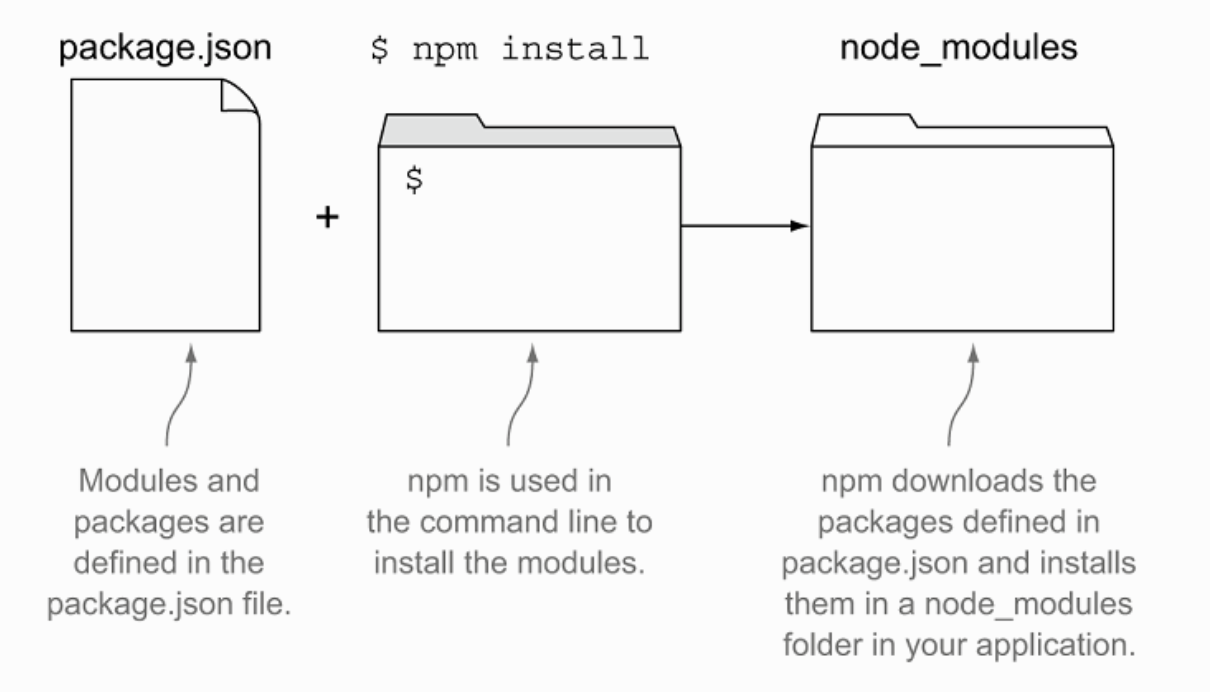 package.json
$ npm install
node_modules
$
+
Modules and
packages are
defined in the
package.json file.
npm is used in
the command line to
install the modules.
npm downloads the
packages defined in
package.json and installs
them in a node_modules
folder in your application.